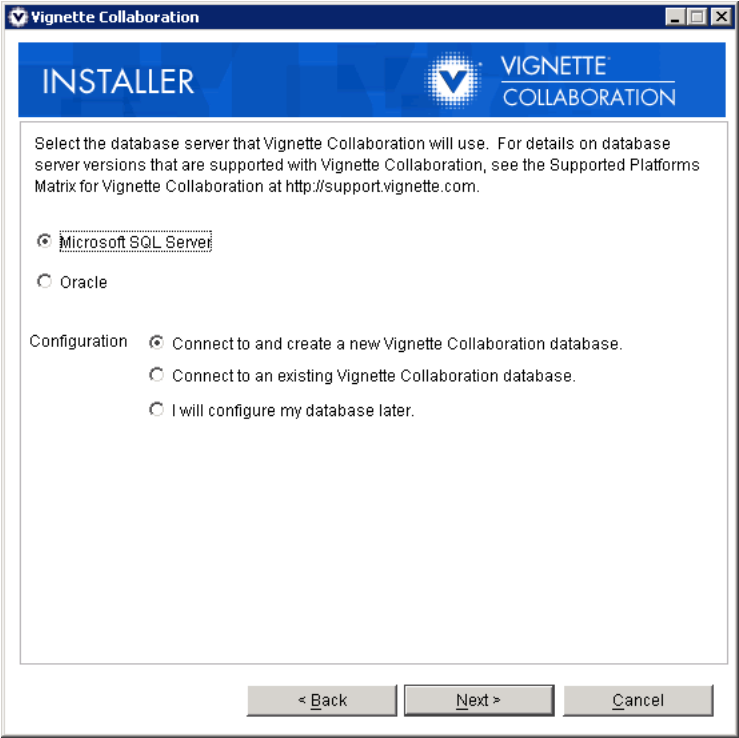 Vignette Collaboration
INSTALLER
VIGNETTE
COLLABORATION
Select the database server that Vignette Collaboration will use. For details on database
server versions that are supported with Vignette Collaboration, see the Supported Platforms
Matrix for Vignette Collaboration at http://support.vignette.com.
Microsoft SQL Server
Oracle
Configuration
Connect to and create a new Vignette Collaboration database.
Connect to an existing Vignette Collaboration database.
I will configure my database later.
< Back
Next >
Cancel